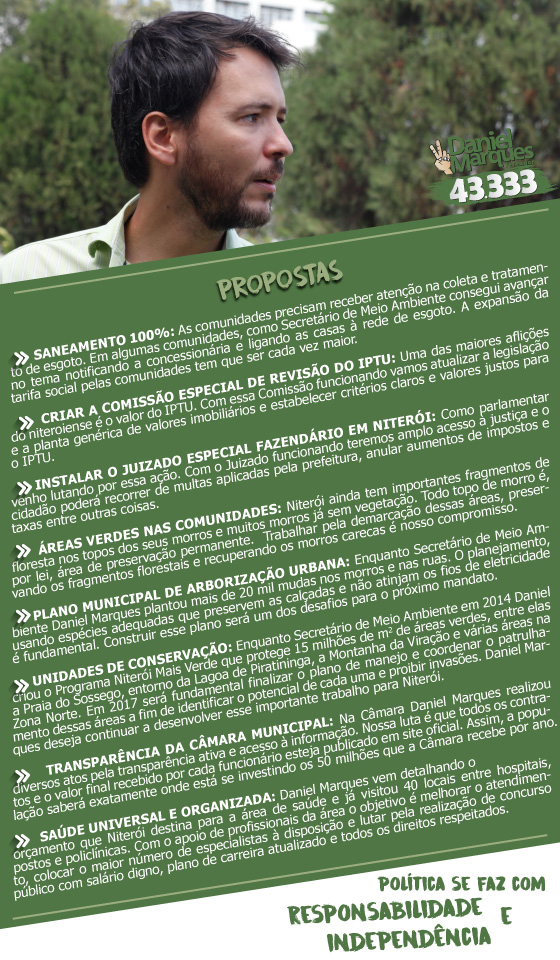 Daniel
Marques
43.333
PROPOSTAS
SANEAMENTO 100%: As comunidades precisam receber atenção na coleta e tratamen-
to de esgoto. Em algumas comunidades, como Secretário de Meio Ambiente consegui avançar
no tema notificando a concessionária e ligando as casas à rede de esgoto. A expansão da
tarifa social pelas comunidades tem que ser cada vez maior.
CRIAR A COMISSÃO ESPECIAL DE REVISÃO DO IPTU: Uma das maiores aflições
do niteroiense é o valor do IPTU. Com essa Comissão funcionando vamos atualizar a legislação
e a planta genérica de valores imobiliários e estabelecer critérios claros e valores justos para
o IPTU.
INSTALAR O JUIZADO ESPECIAL FAZENDÁRIO EM NITERÓI: Como parlamentar
venho lutando por essa ação. Com o Juizado funcionando teremos amplo acesso à justiça e o
cidadão poderá recorrer de multas aplicadas pela prefeitura, anular aumentos de impostos e
taxas entre outras coisas.
ÁREAS VERDES NAS COMUNIDADES: Niterói ainda tem importantes fragmentos de
floresta nos topos dos seus morros e muitos morros já sem vegetação. Todo topo de morro é,
por lei, área de preservação permanente. Trabalhar pela demarcação dessas áreas, preser-
vando os fragmentos florestais e recuperando os morros carecas é nosso compromisso.
PLANO MUNICIPAL DE ARBORIZAÇÃO URBANA: Enquanto Secretário de Meio Am-
biente Daniel Marques plantou mais de 20 mil mudas nos morros e nas ruas. O planejamento,
usando espécies adequadas que preservem as calçadas e não atinjam os fios de eletricidade
é fundamental. Construir esse plano será um dos desafios para o próximo mandato.
UNIDADES DE CONSERVAÇÃO: Enquanto Secretário de Meio Ambiente em 2014 Daniel
criou o Programa Niterói Mais Verde que protege 15 milhões de m² de áreas verdes, entre elas
a Praia do Sossego, entorno da Lagoa de Piratininga, a Montanha da Viração e várias áreas na
Zona Norte. Em 2017 será fundamental finalizar o plano de manejo e coordenar o patrulha-
mento dessas áreas a fim de identificar o potencial de cada uma e proibir invasões. Daniel Mar-
ques deseja continuar a desenvolver esse importante trabalho para Niterói.
TRANSPARÊNCIA DA CÂMARA MUNICIPAL: Na Câmara Daniel Marques realizou
diversos atos pela transparência ativa e acesso à informação. Nossa luta é que todos os contra-
tos e o valor final recebido por cada funcionário esteja publicado em site oficial. Assim, a popu-
lação saberá exatamente onde está se investindo os 50 milhões que a Câmara recebe por ano.
SAÚDE UNIVERSAL E ORGANIZADA: Daniel Marques vem detalhando o
orçamento que Niterói destina para a área de saúde e já visitou 40 locais entre hospitais,
postos e policlínicas. Com o apoio de profissionais da área o objetivo é melhorar o atendimen-
to, colocar o maior número de especialistas à disposição e lutar pela realização de concurso
público com salário digno, plano de carreira atualizado e todos os direitos respeitados.
POLÍTICA SE FAZ COM
RESPONSABILIDADE E
INDEPENDÊNCIA